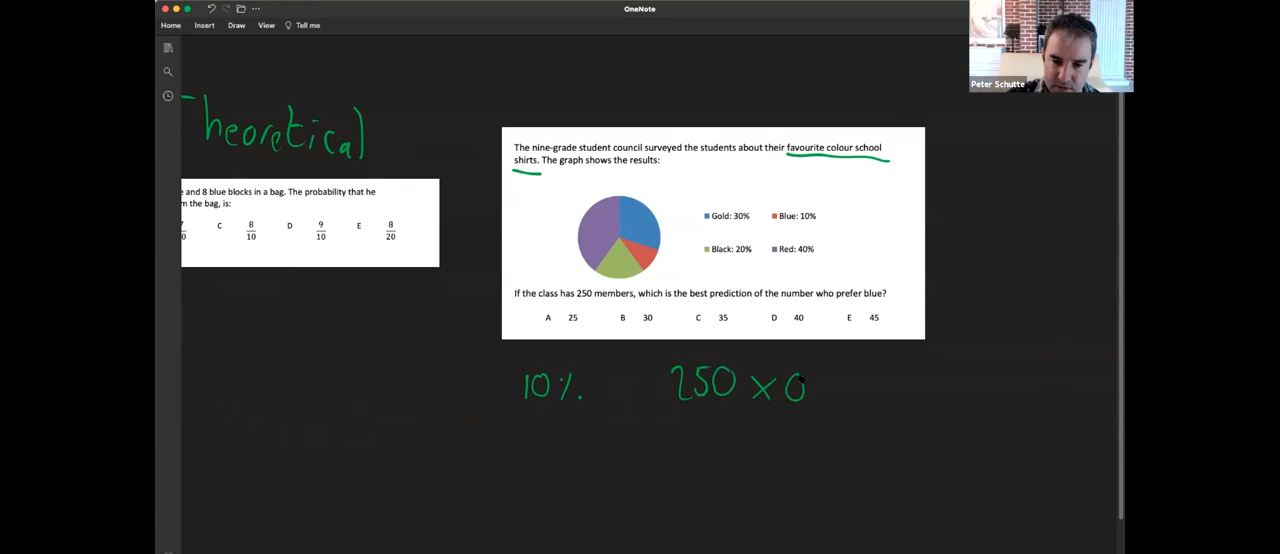 OneNote
Home Insert Draw View Tell me
Peter Schutte
Theoretical
The nine-grade student council surveyed the students about their favourite colour school
shirts. The graph shows the results:
and 8 blue blocks in a bag. The probability that he
the bag, is:
C 8/10 D 9/10 E 8/20
Gold: 30% Blue: 10%
Black: 20% Red: 40%
If the class has 250 members, which is the best prediction of the number who prefer blue?
A 25 B 30 C 35 D 40 E 45
10% 250 × 0